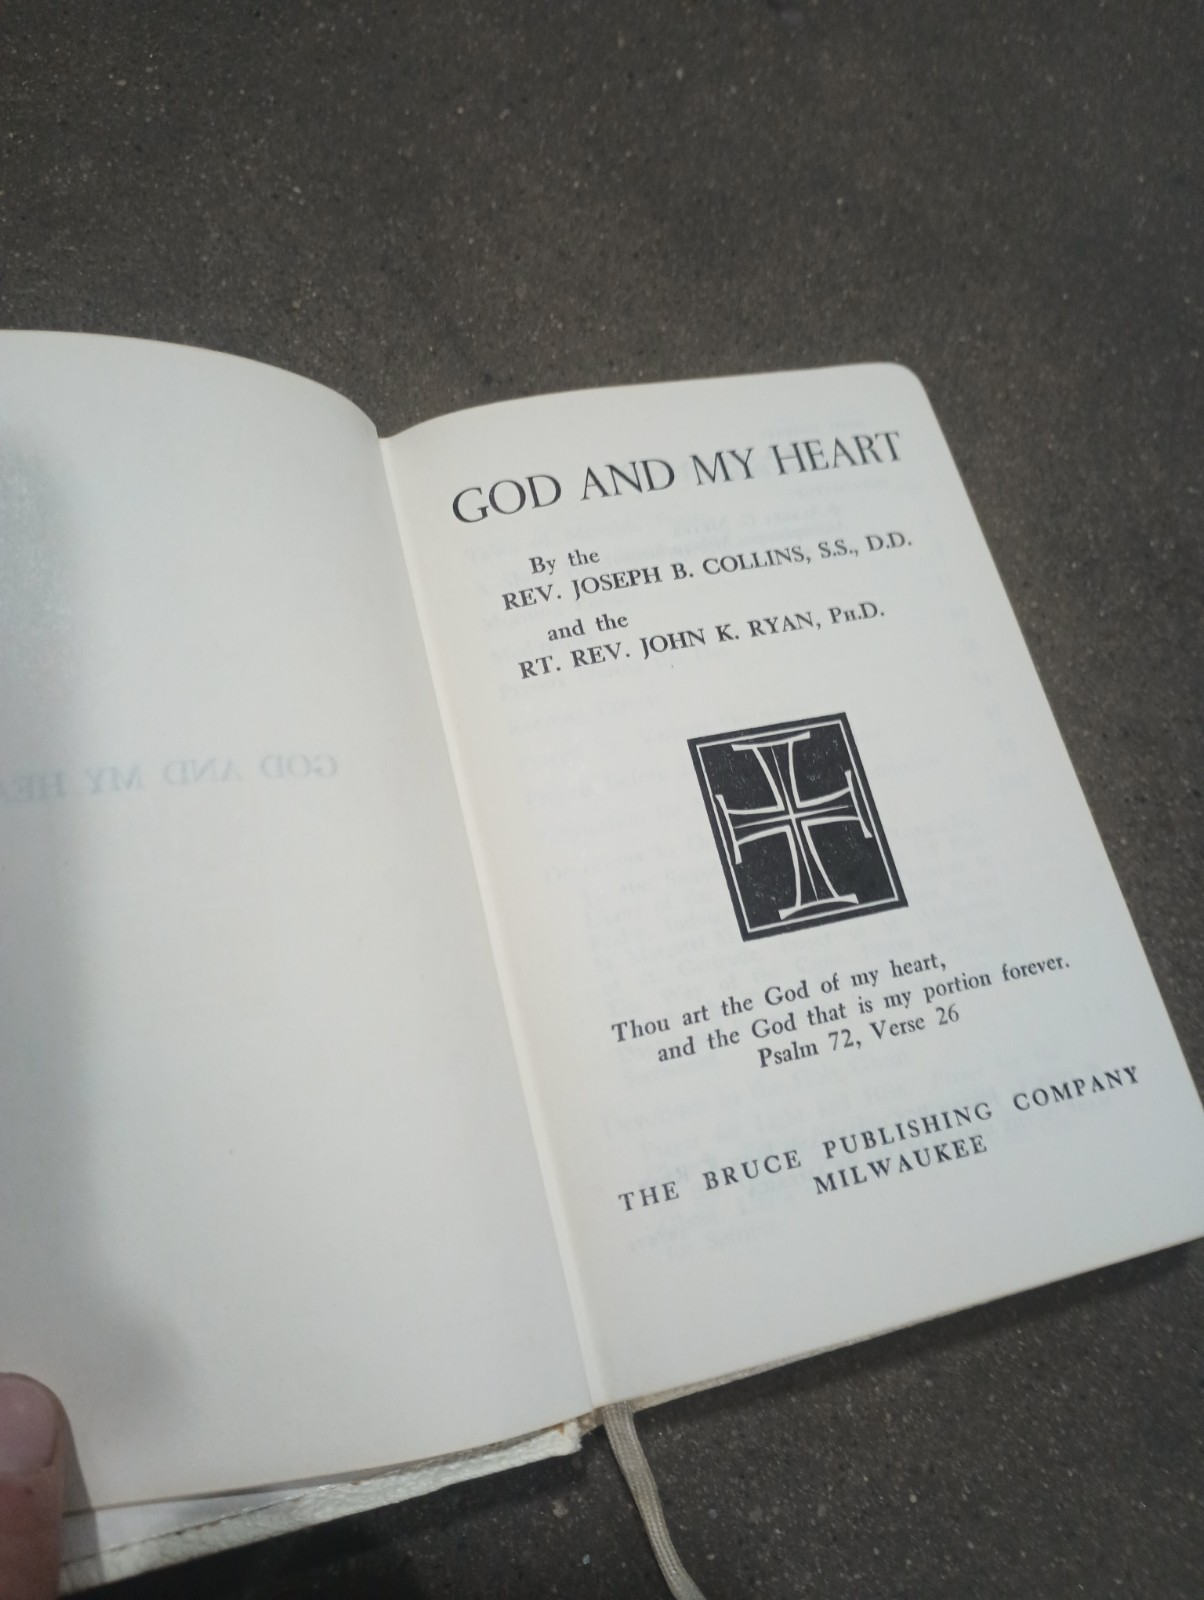 GOD AND MY HEART
By the
REV. JOSEPH B. COLLINS, S.S., D.D.
and the
RT. REV. JOHN K. RYAN, PH.D.
Thou art the God of my heart,
and the God that is my portion forever.
Psalm 72, Verse 26
THE BRUCE PUBLISHING COMPANY
MILWAUKEE